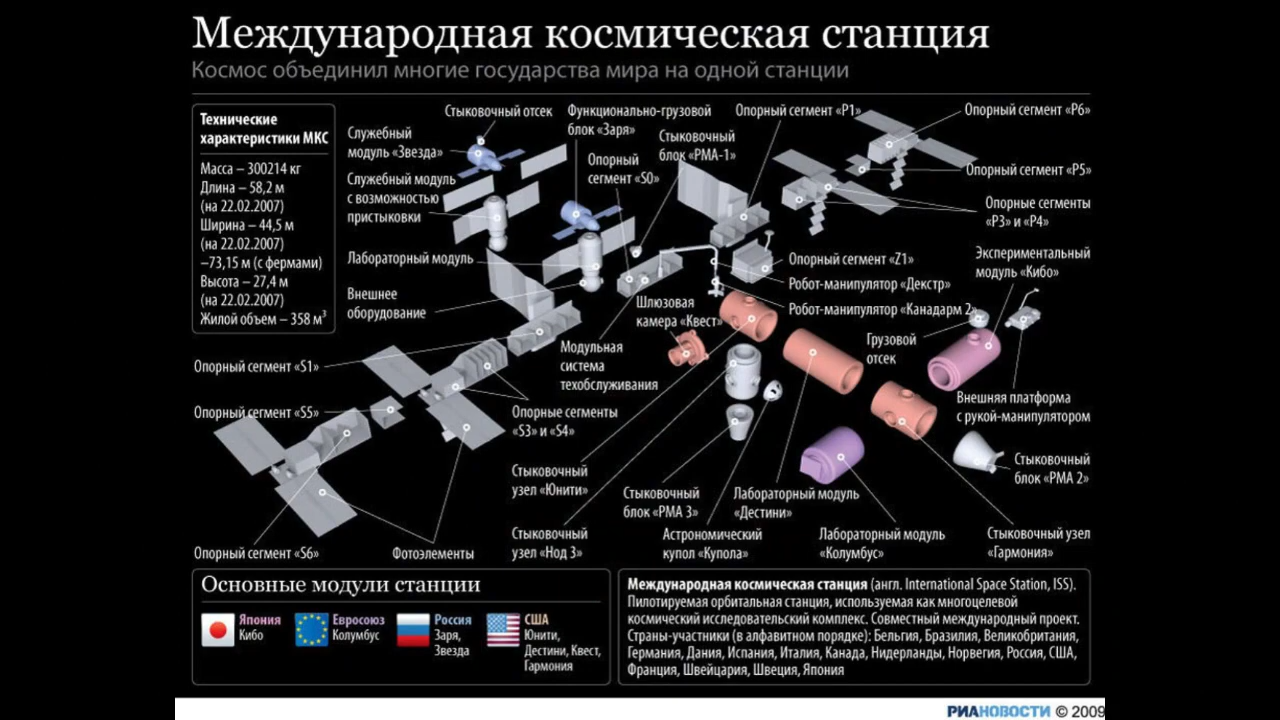 Международная космическая станция
Космос объединил многие государства мира на одной станции
Технические
характеристики МКС
Масса – 300214 кг
Длина – 58,2 м
(на 22.02.2007)
Ширина – 44,5 м
(на 22.02.2007)
–73,15 м (с фермами)
Высота – 27,4 м
(на 22.02.2007)
Жилой объем – 358 м³
Стыковочный отсек
Служебный
модуль «Звезда»
Служебный модуль
с возможностью
пристыковки
Лабораторный модуль
Внешнее
оборудование
Функционально-грузовой
блок «Заря»
Опорный
сегмент «S0»
Стыковочный
блок «РМА-1»
Опорный сегмент «P1»
Опорный сегмент «P6»
Опорный сегмент «P5»
Опорные сегменты
«P3» и «P4»
Экспериментальный
модуль «Кибо»
Опорный сегмент «Z1»
Робот-манипулятор «Декстр»
Робот-манипулятор «Канадарм 2»
Шлюзовая
камера «Квест»
Грузовой
отсек
Модульная
система
техобслуживания
Опорный сегмент «S1»
Опорный сегмент «S5»
Опорные сегменты
«S3» и «S4»
Внешняя платформа
с рукой-манипулятором
Стыковочный
узел «Юнити»
Стыковочный
блок «РМА 3»
Лабораторный модуль
«Дестини»
Стыковочный
блок «РМА 2»
Опорный сегмент «S6»
Фотоэлементы
Стыковочный
узел «Нод 3»
Астрономический
купол «Купола»
Лабораторный модуль
«Колумбус»
Стыковочный узел
«Гармония»
Основные модули станции
Япония
Кибо
Евросоюз
Колумбус
Россия
Заря,
Звезда
США
Юнити,
Дестини, Квест,
Гармония
Международная космическая станция (англ. International Space Station, ISS).
Пилотируемая орбитальная станция, используемая как многоцелевой
космический исследовательский комплекс. Совместный международный проект.
Страны-участники (в алфавитном порядке): Бельгия, Бразилия, Великобритания,
Германия, Дания, Испания, Италия, Канада, Нидерланды, Норвегия, Россия, США,
Франция, Швейцария, Швеция, Япония
РИАНОВОСТИ © 2009